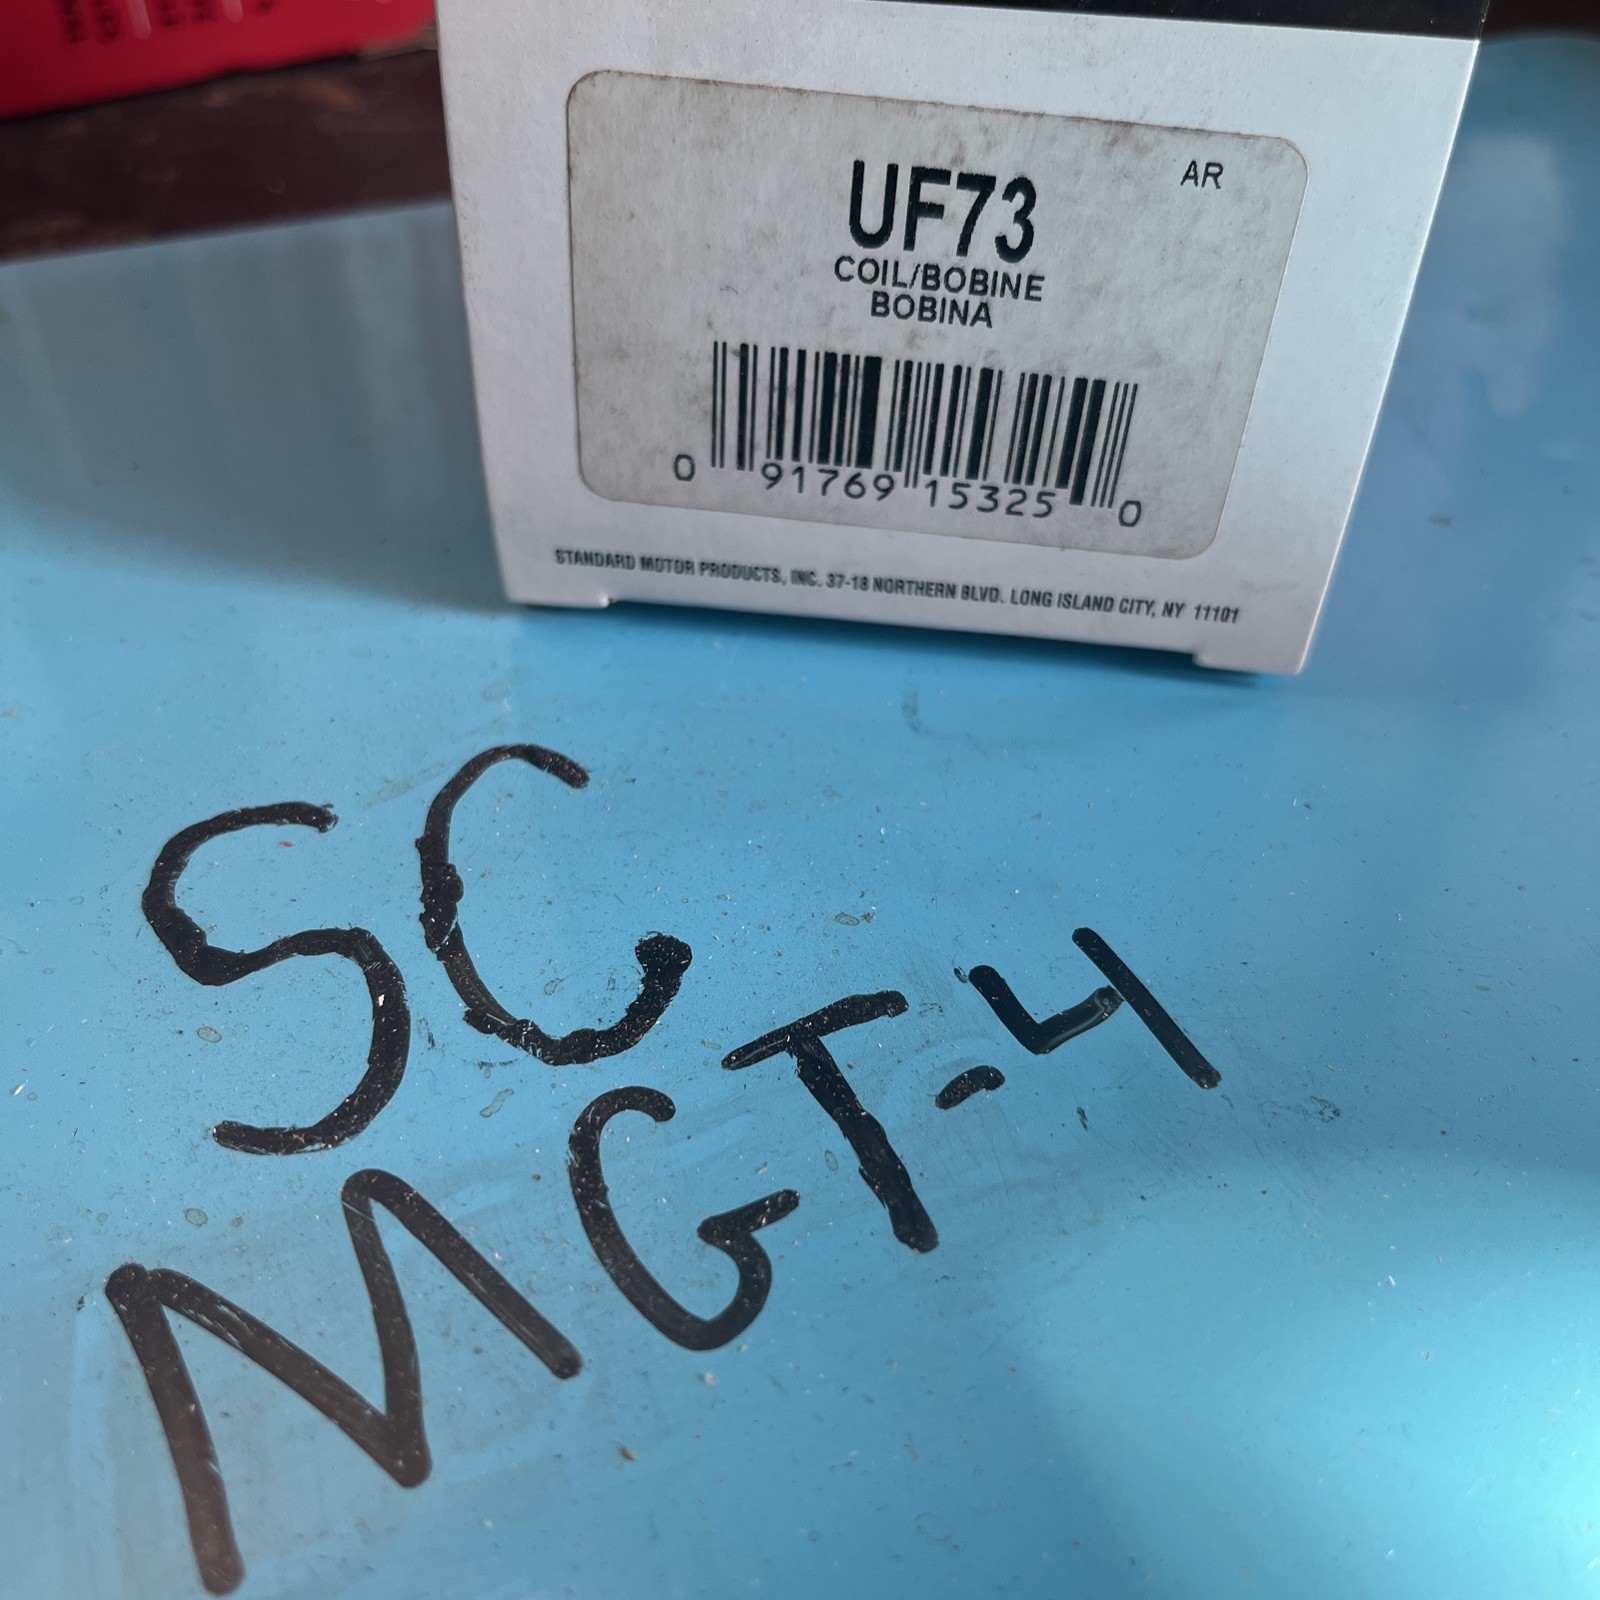 UF73
AR
COIL/BOBINE
BOBINA
0 91769 15325 0
STANDARD MOTOR PRODUCTS, INC. 37-18 NORTHERN BLVD. LONG ISLAND CITY, NY 11101
SC
MGT-4